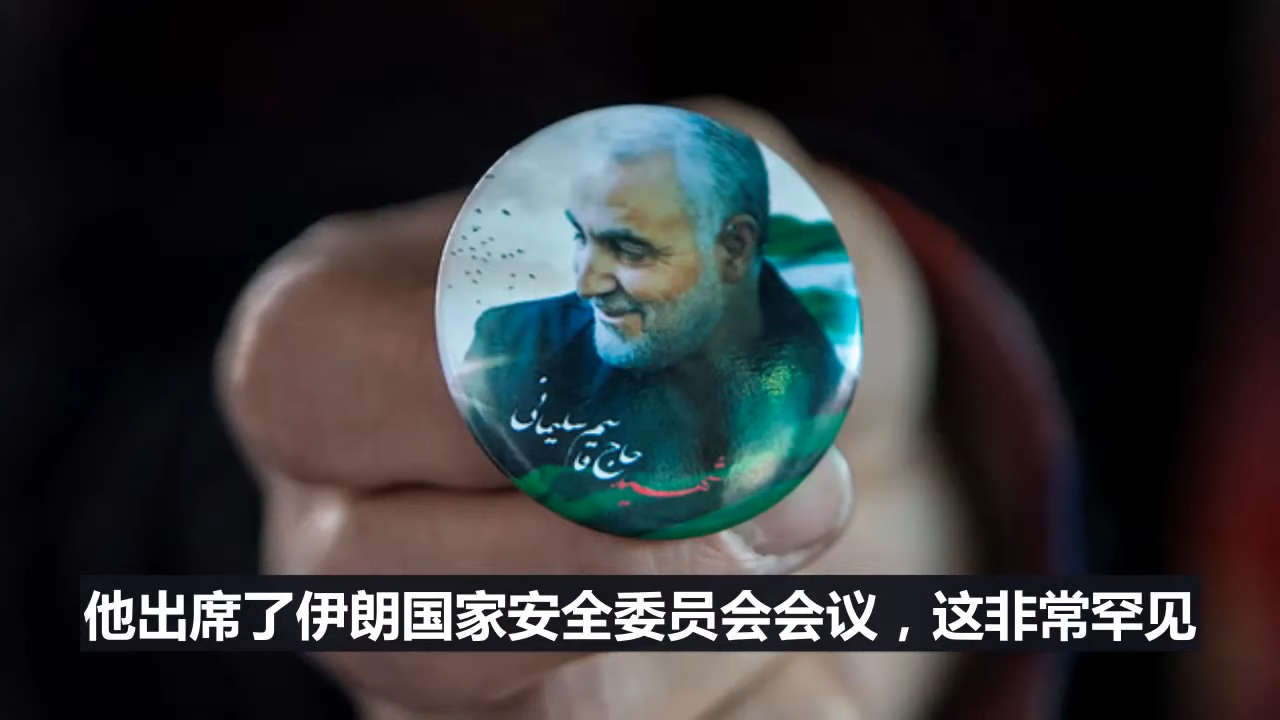 شهید
حاج قاسم سلیمانی
他出席了伊朗国家安全委员会会议，这非常罕见